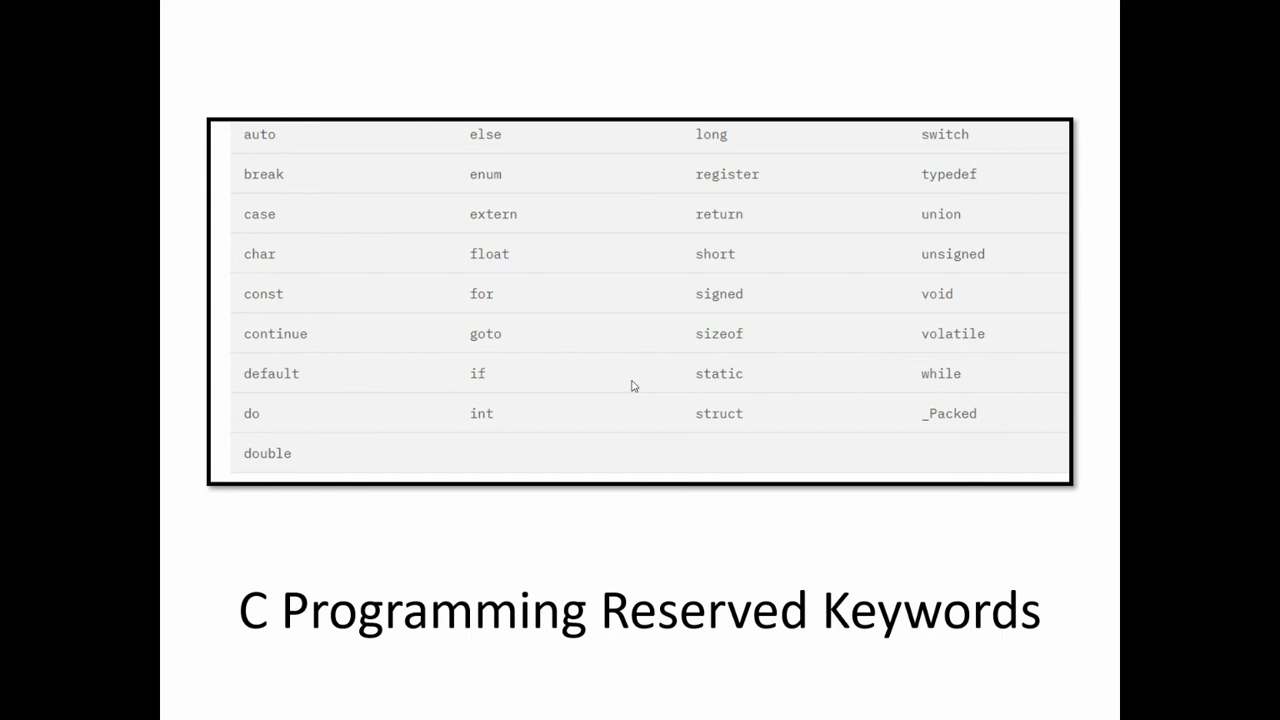 auto else long switch
break enum register typedef
case extern return union
char float short unsigned
const for signed void
continue goto sizeof volatile
default if static while
do int struct _Packed
double
C Programming Reserved Keywords